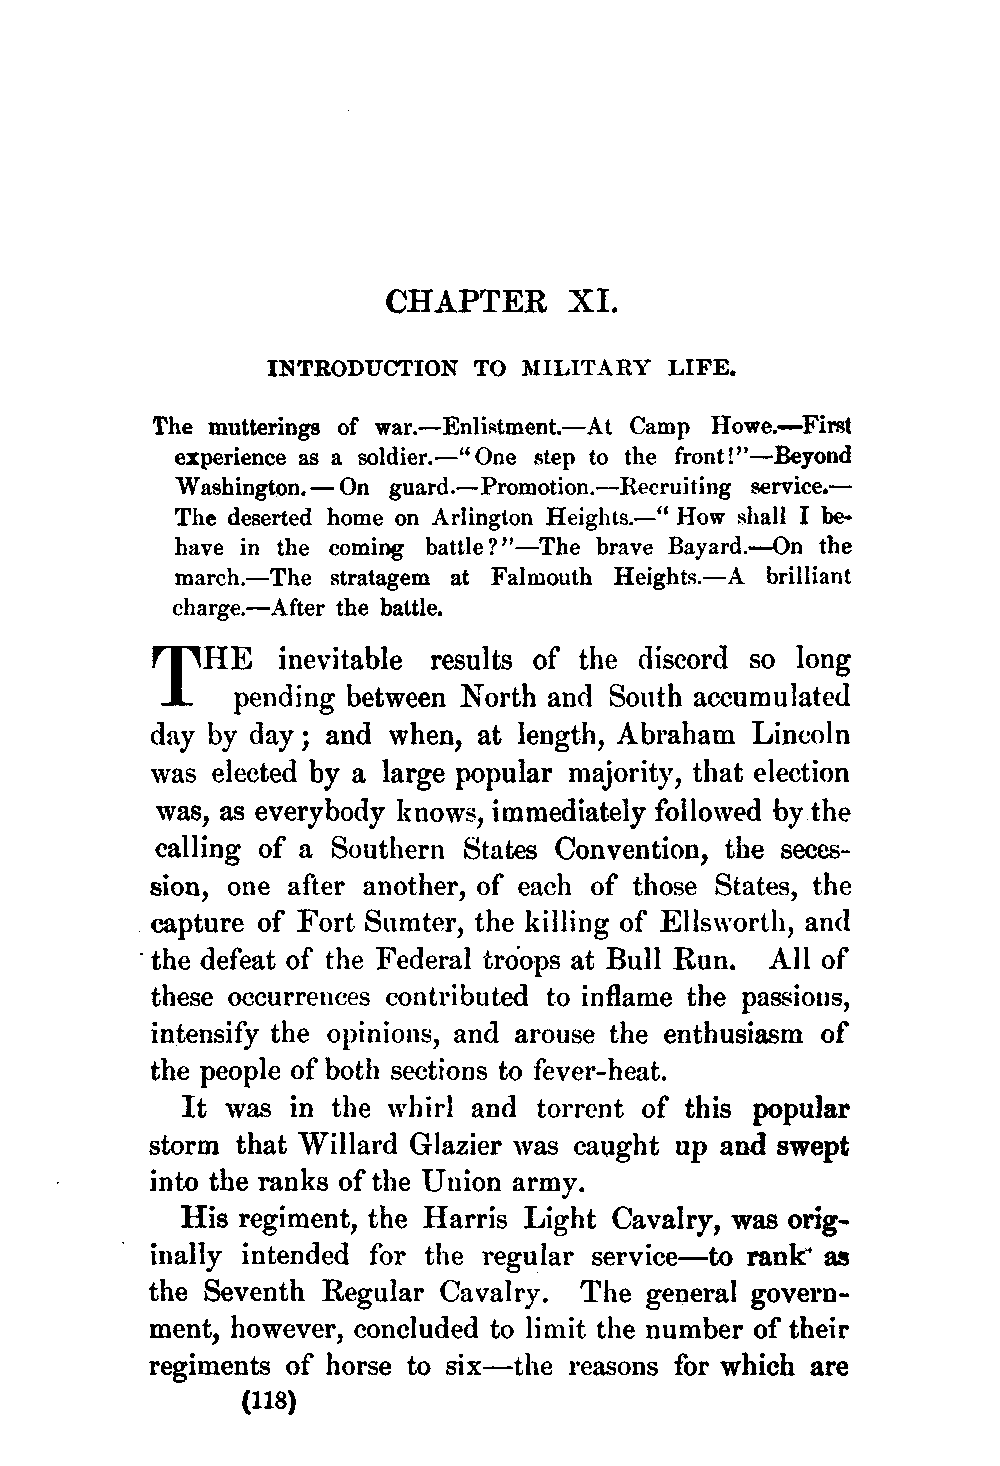 CHAPTER XI.
INTRODUCTION TO MILITARY LIFE.
The mutterings of war.—Enlistment.—At Camp Howe.—First
experience as a soldier.—“One step to the front!”—Beyond
Washington.—On guard.—Promotion.—Recruiting service.—
The deserted home on Arlington Heights.—“How shall I be-
have in the coming battle?”—The brave Bayard.—On the
march.—The stratagem at Falmouth Heights.—A brilliant
charge.—After the battle.
THE inevitable results of the discord so long
pending between North and South accumulated
day by day; and when, at length, Abraham Lincoln
was elected by a large popular majority, that election
was, as everybody knows, immediately followed by the
calling of a Southern States Convention, the seces-
sion, one after another, of each of those States, the
capture of Fort Sumter, the killing of Ellsworth, and
the defeat of the Federal troops at Bull Run. All of
these occurrences contributed to inflame the passions,
intensify the opinions, and arouse the enthusiasm of
the people of both sections to fever-heat.
It was in the whirl and torrent of this popular
storm that Willard Glazier was caught up and swept
into the ranks of the Union army.
His regiment, the Harris Light Cavalry, was orig-
inally intended for the regular service—to rank as
the Seventh Regular Cavalry. The general govern-
ment, however, concluded to limit the number of their
regiments of horse to six—the reasons for which are
(118)